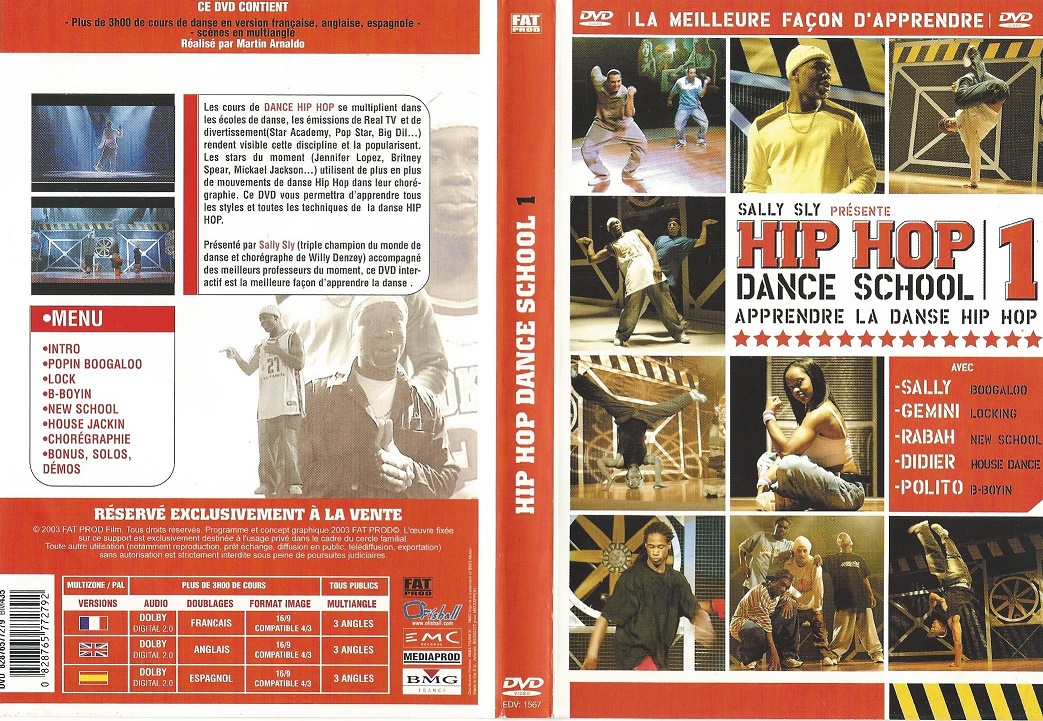 CE DVD CONTIENT
- Plus de 3h00 de cours de danse en version française, anglaise, espagnole -
- scènes en multiangle
Réalisé par Martin Arnaldo
Les cours de DANCE HIP HOP se multiplient dans
les écoles de danse, les émissions de Real TV et de
divertissement(Star Academy, Pop Star, Big Dil...)
rendent visible cette discipline et la popularisent.
Les stars du moment (Jennifer Lopez, Britney
Spear, Mickael Jackson...) utilisent de plus en plus
de mouvements de danse Hip Hop dans leur choré-
graphie. Ce DVD vous permettra d'apprendre tous
les styles et toutes les techniques de la danse HIP
HOP.
Présenté par Sally Sly (triple champion du monde de
danse et chorégraphe de Willy Denzey) accompagné
des meilleurs professeurs du moment, ce DVD inter-
actif est la meilleure façon d'apprendre la danse .
•MENU
•INTRO
•POPIN BOOGALOO
•LOCK
•B-BOYIN
•NEW SCHOOL
•HOUSE JACKIN
•CHORÉGRAPHIE
•BONUS, SOLOS,
DÉMOS
21
RÉSERVÉ EXCLUSIVEMENT À LA VENTE
© 2003 FAT PROD Film. Tous droits réservés. Programme et concept graphique 2003 FAT PROD©. L'œuvre fixée
sur ce support est exclusivement destinée à l'usage privé dans le cadre du cercle familial.
Toute autre utilisation (notamment reproduction, prêt échange, diffusion en public, télédiffusion, exportation)
sans autorisation est strictement interdite sous peine de poursuites judiciaires.
MULTIZONE / PAL PLUS DE 3H00 DE COURS TOUS PUBLICS
VERSIONS AUDIO DOUBLAGES FORMAT IMAGE MULTIANGLE
DOLBY DIGITAL 2.0 FRANCAIS 16/9 COMPATIBLE 4/3 3 ANGLES
DOLBY DIGITAL 2.0 ANGLAIS 16/9 COMPATIBLE 4/3 3 ANGLES
DOLBY DIGITAL 2.0 ESPAGNOL 16/9 COMPATIBLE 4/3 3 ANGLES
FAT
PROD
www.ofisball.com
EMC
RECORDS
MEDIAPROD
BMG
FRANCE
0 828765 772792
DVD 82876577279 BM435
FAT
PROD
HIP HOP DANCE SCHOOL 1
DVD
VIDEO
EDV: 1567
DVD
VIDEO
LA MEILLEURE FAÇON D'APPRENDRE
DVD
VIDEO
SALLY SLY PRÉSENTE
HIP HOP
DANCE SCHOOL 1
APPRENDRE LA DANSE HIP HOP
AVEC
-SALLY BOOGALOO
-GEMINI LOCKING
-RABAH NEW SCHOOL
-DIDIER HOUSE DANCE
-POLITO B-BOYIN